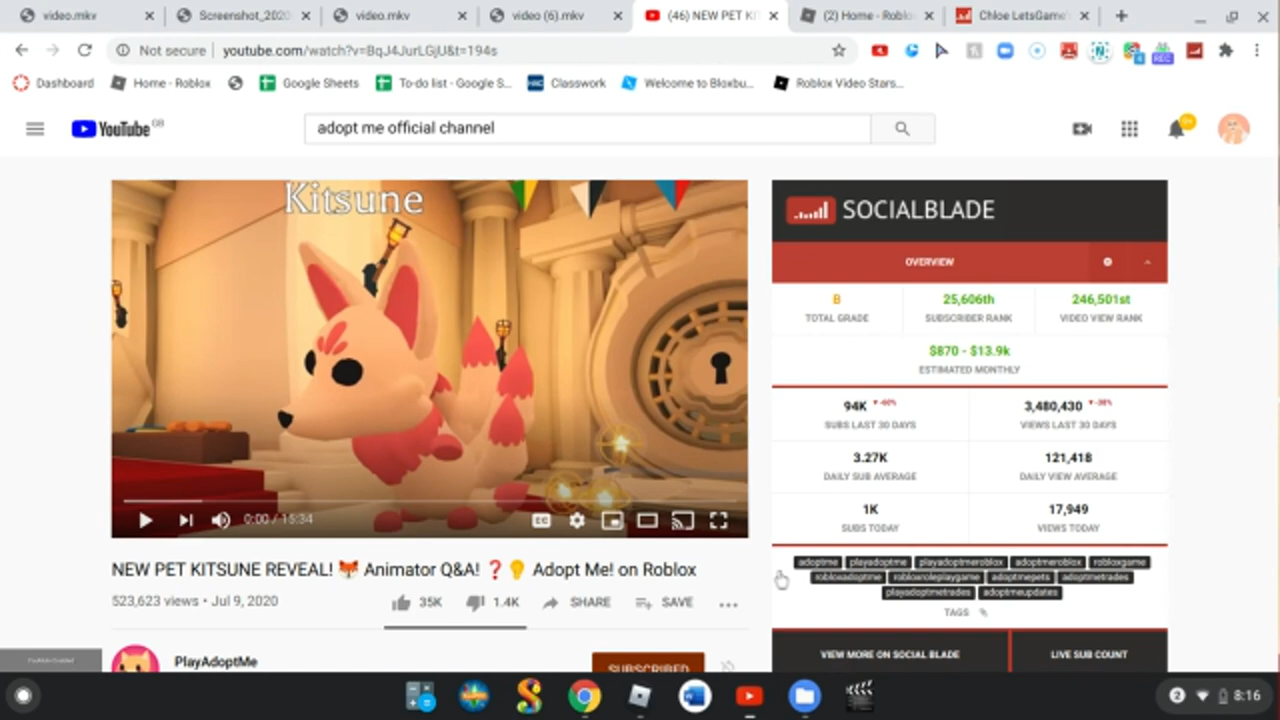 video.mkv
Screenshot_2020
video.mkv
video (6).mkv
(46) NEW PET KI
(2) Home - Roblo
Chloe LetsGame'
Not secure | youtube.com/watch?v=BqJ4JurLGjU&t=194s
Dashboard
Home - Roblox
Google Sheets
To-do list - Google S...
Classwork
Welcome to Bloxbu...
Roblox Video Stars...
YouTube GB
adopt me official channel
Kitsune
0:00 / 15:34
NEW PET KITSUNE REVEAL! 🦊 Animator Q&A! ❓💡 Adopt Me! on Roblox
523,623 views • Jul 9, 2020
35K
1.4K
SHARE
SAVE
PlayAdoptMe
SUBSCRIBED
SOCIALBLADE
OVERVIEW
B
TOTAL GRADE
25,606th
SUBSCRIBER RANK
246,501st
VIDEO VIEW RANK
$870 - $13.9k
ESTIMATED MONTHLY
94K -60%
SUBS LAST 30 DAYS
3,480,430 -38%
VIEWS LAST 30 DAYS
3.27K
DAILY SUB AVERAGE
121,418
DAILY VIEW AVERAGE
1K
SUBS TODAY
17,949
VIEWS TODAY
adoptme playadoptme playadoptmeroblox adoptmeroblox robloxgame
robloxadoptme robloxroleplaygame adoptmepets adoptmetrades
playadoptmetrades adoptmeupdates
TAGS
VIEW MORE ON SOCIAL BLADE
LIVE SUB COUNT
2
8:16